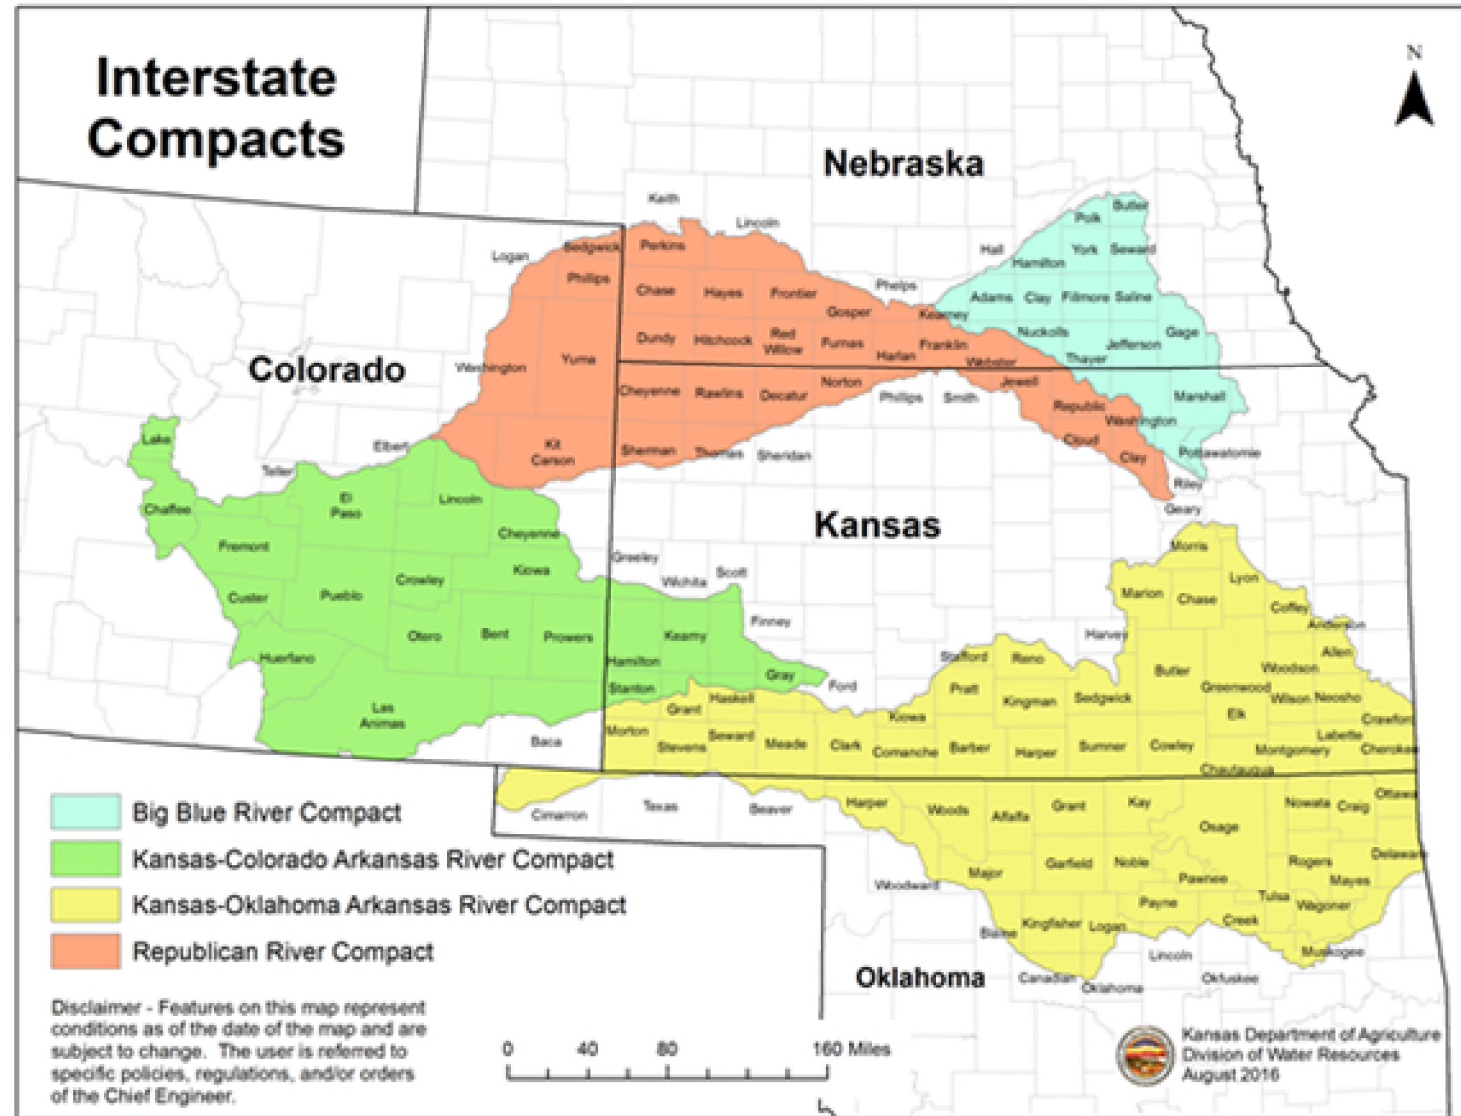 Interstate
Compacts
N
Nebraska
Keith
Lincoln
Logan
Sedgwick
Perkins
Phillips
Chase
Hayes
Frontier
Gosper
Phelps
Kearney
Hall
Hamilton
Polk
Butler
York
Seward
Adams
Clay
Fillmore
Saline
Nuckolls
Thayer
Jefferson
Gage
Dundy
Hitchcock
Red
Willow
Furnas
Harlan
Franklin
Webster
Colorado
Washington
Yuma
Kit
Carson
Elbert
Cheyenne
Rawlins
Decatur
Norton
Phillips
Smith
Jewell
Republic
Washington
Marshall
Sherman
Thomas
Sheridan
Cloud
Clay
Pottawatomie
Riley
Geary
Lake
Chaffee
Teller
El
Paso
Lincoln
Cheyenne
Fremont
Custer
Pueblo
Crowley
Kiowa
Otero
Bent
Prowers
Huerfano
Las
Animas
Baca
Kansas
Greeley
Wichita
Scott
Finney
Kearny
Hamilton
Stanton
Gray
Ford
Morris
Marion
Chase
Lyon
Coffey
Anderson
Harvey
Allen
Stafford
Reno
Butler
Woodson
Pratt
Kingman
Sedgwick
Greenwood
Wilson
Neosho
Grant
Haskell
Kiowa
Elk
Crawford
Morton
Stevens
Seward
Meade
Clark
Comanche
Barber
Harper
Sumner
Cowley
Montgomery
Labette
Cherokee
Chautauqua
Cimarron
Texas
Beaver
Harper
Woods
Alfalfa
Grant
Kay
Osage
Nowata
Craig
Ottawa
Delaware
Woodward
Major
Garfield
Noble
Pawnee
Rogers
Mayes
Tulsa
Wagoner
Payne
Creek
Blaine
Kingfisher
Logan
Muskogee
Canadian
Oklahoma
Lincoln
Okfuskee
Oklahoma
Big Blue River Compact
Kansas-Colorado Arkansas River Compact
Kansas-Oklahoma Arkansas River Compact
Republican River Compact
Disclaimer - Features on this map represent
conditions as of the date of the map and are
subject to change. The user is referred to
specific policies, regulations, and/or orders
of the Chief Engineer.
0 40 80 160 Miles
Kansas Department of Agriculture
Division of Water Resources
August 2016